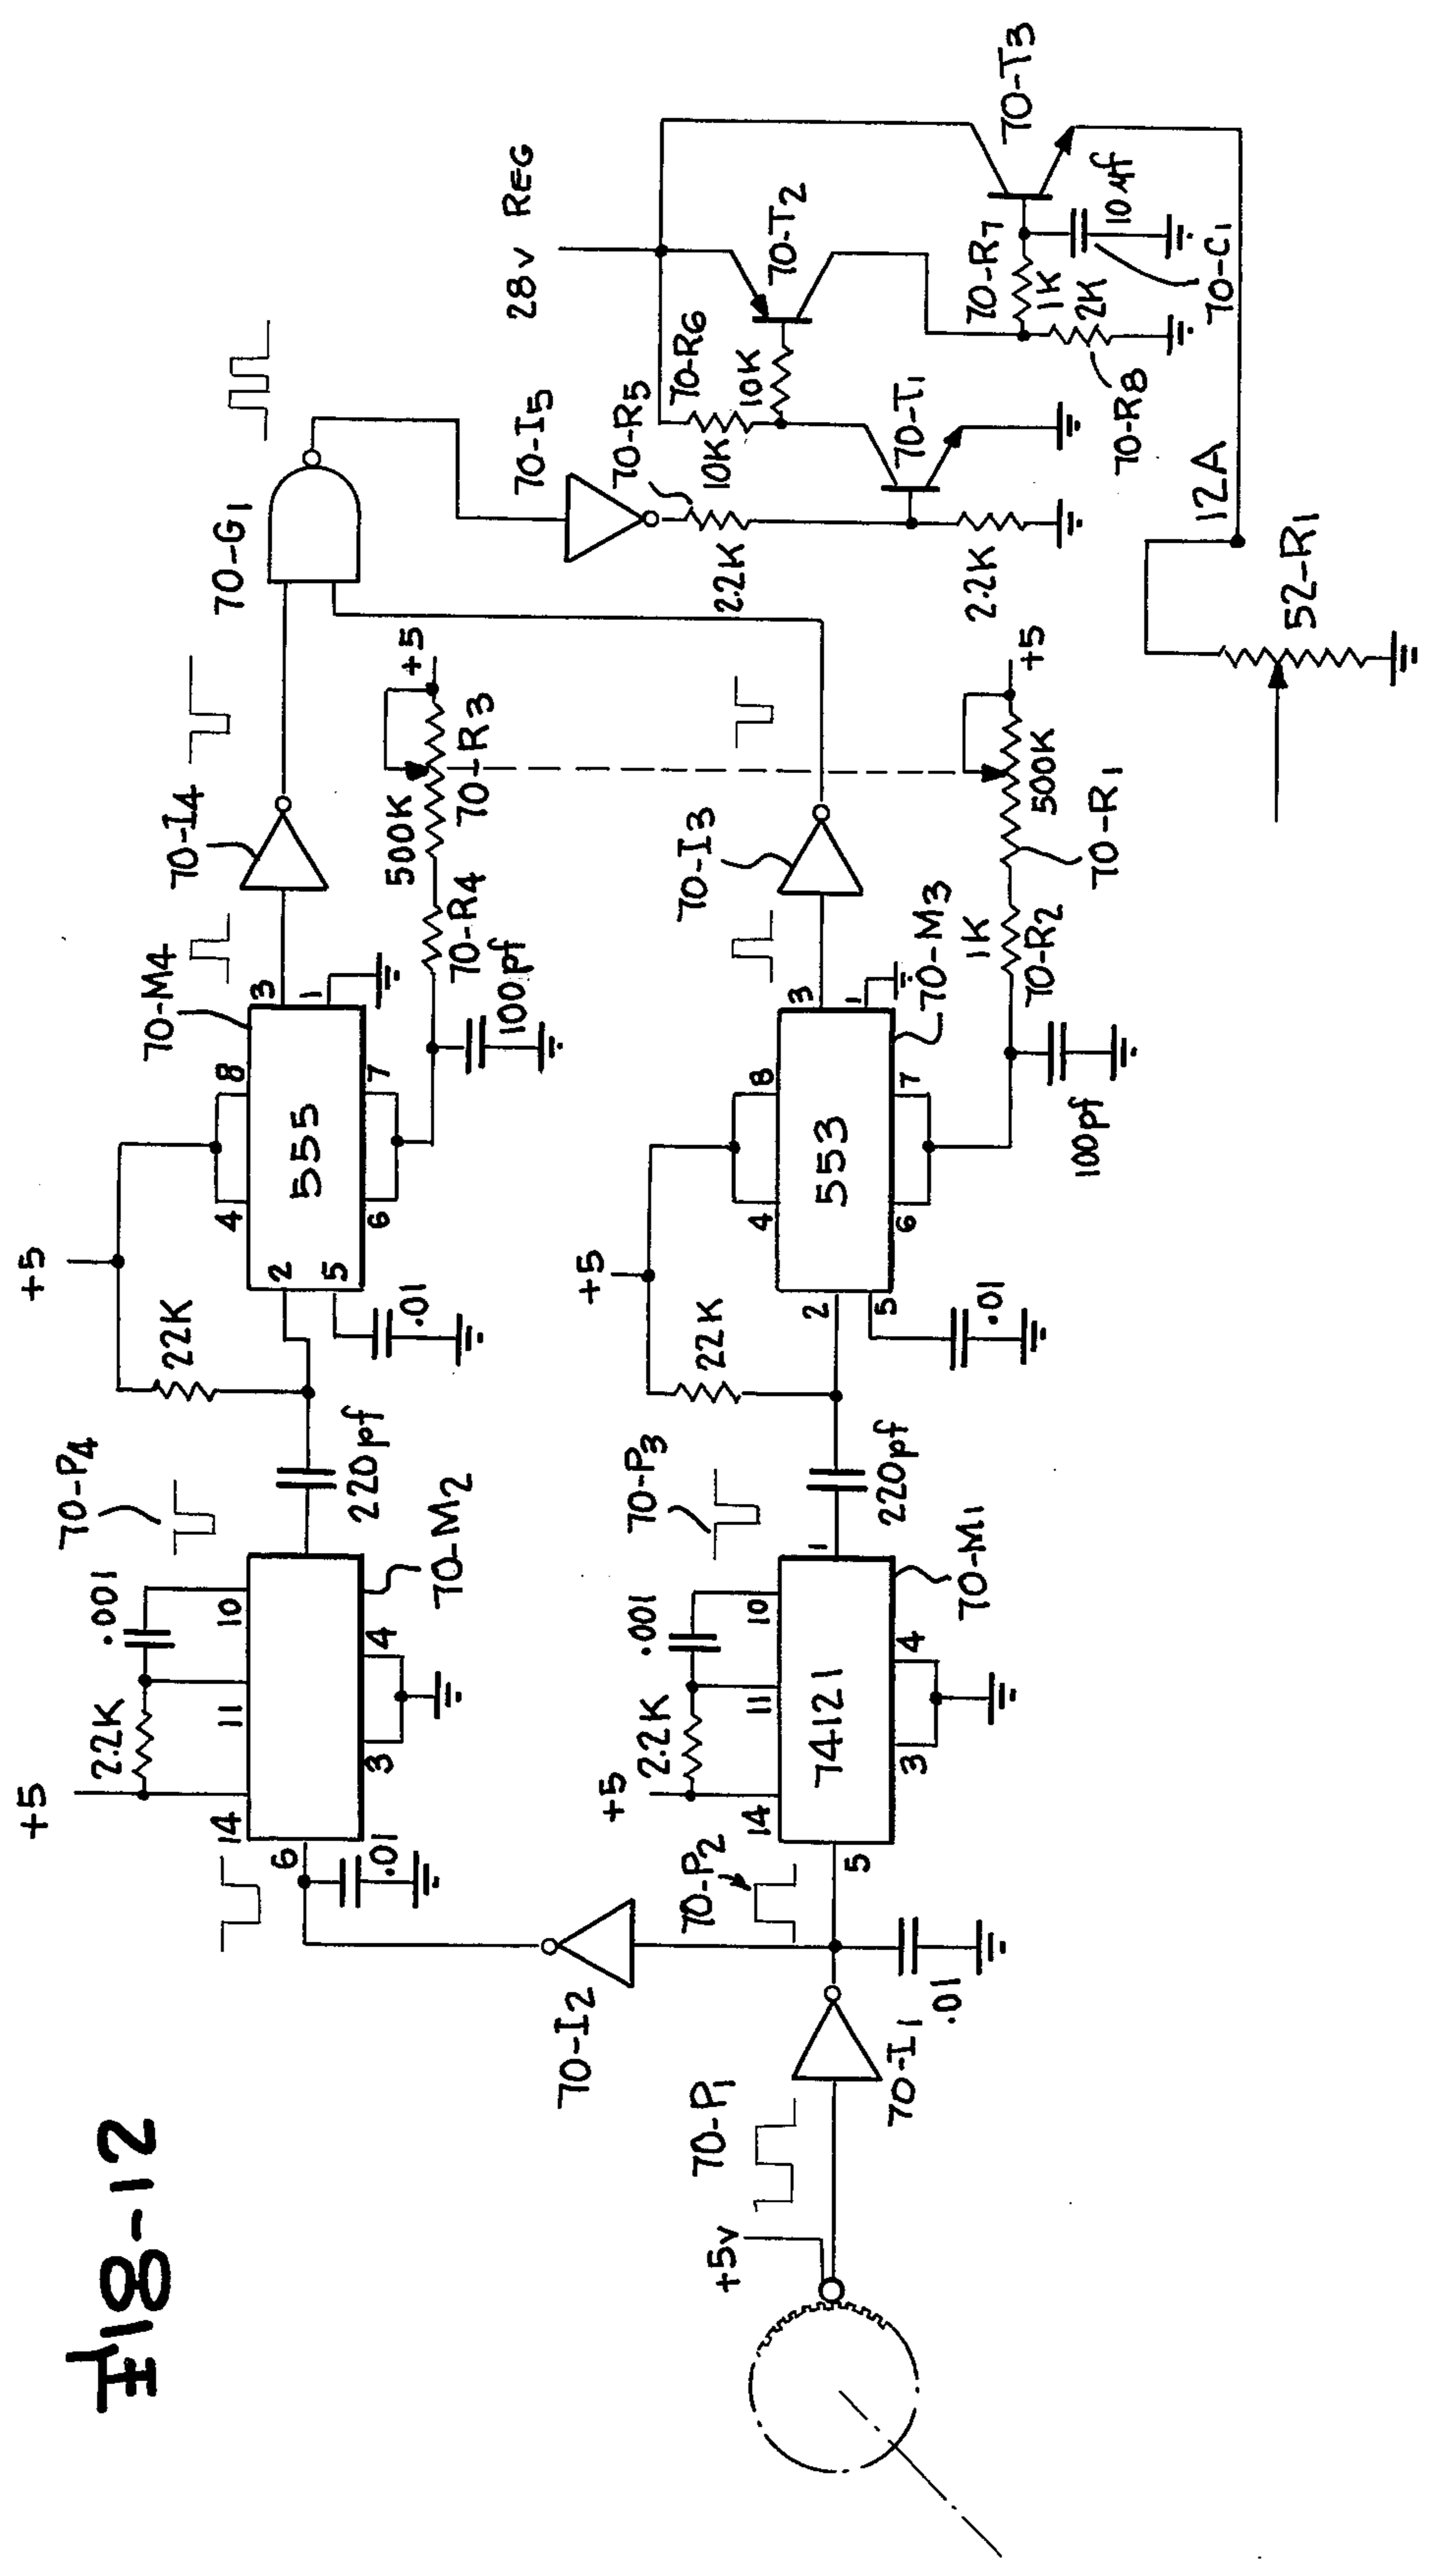 FIG-12
+5v
70-P1
70-I1
.01
70-P2
70-I2
+5
2.2K
.001
14
11
10
6
.01
3
4
70-M2
70-P4
220pf
+5
2.2K
.001
14
11
10
5
74121
1
3
4
70-M1
70-P3
220pf
+5
22K
2
5
.01
4
8
555
6
7
3
1
70-M4
100pf
70-R4
500K
70-R3
+5
70-I4
+5
22K
2
5
.01
4
8
553
6
7
3
1
70-M3
100pf
1K
70-R2
500K
70-R1
+5
70-I3
70-G1
70-I5
70-R5
2.2K
2.2K
70-R6
10K
10K
70-T1
28v REG
70-T2
70-R7
1K
2K
70-R8
10µf
70-C1
70-T3
12A
52-R1